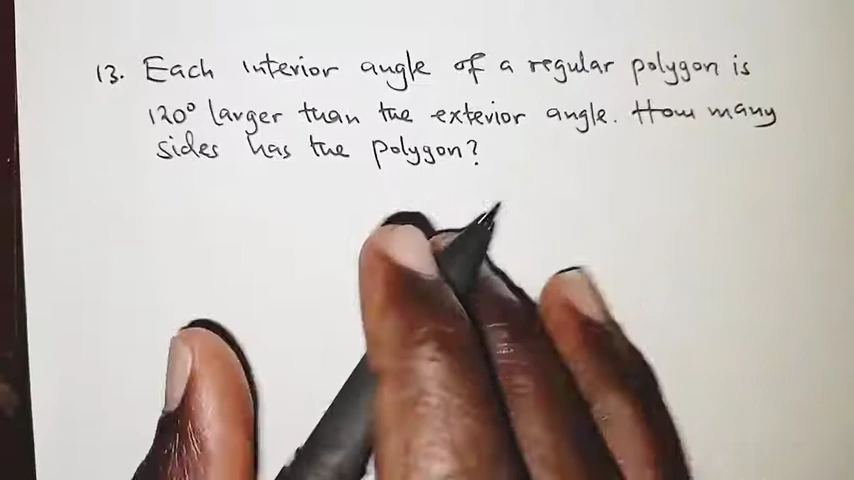 13. Each interior angle of a regular polygon is
120° larger than the exterior angle. How many
sides has the polygon?